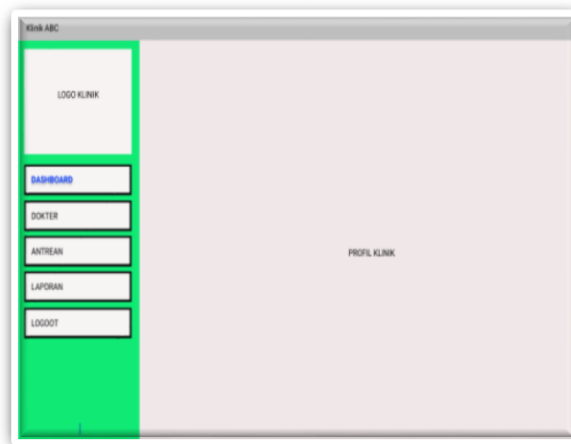 Klinik ABC
LOGO KLINIK
DASHBOARD
DOKTER
ANTREAN
LAPORAN
LOGOOT
PROFIL KLINIK